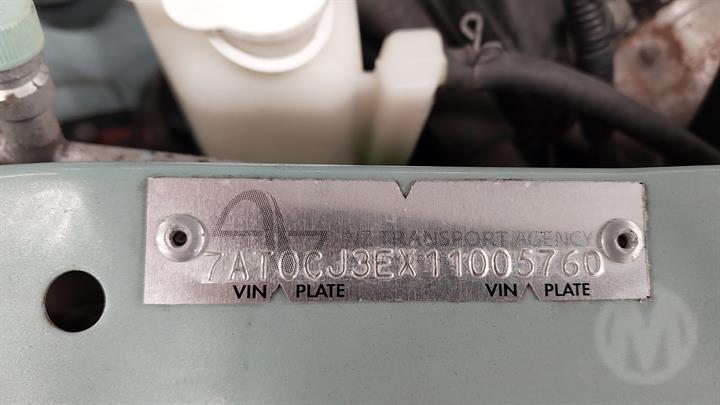 NZ TRANSPORT AGENCY
7AT0CJ3EX11005760
VIN PLATE VIN PLATE
M